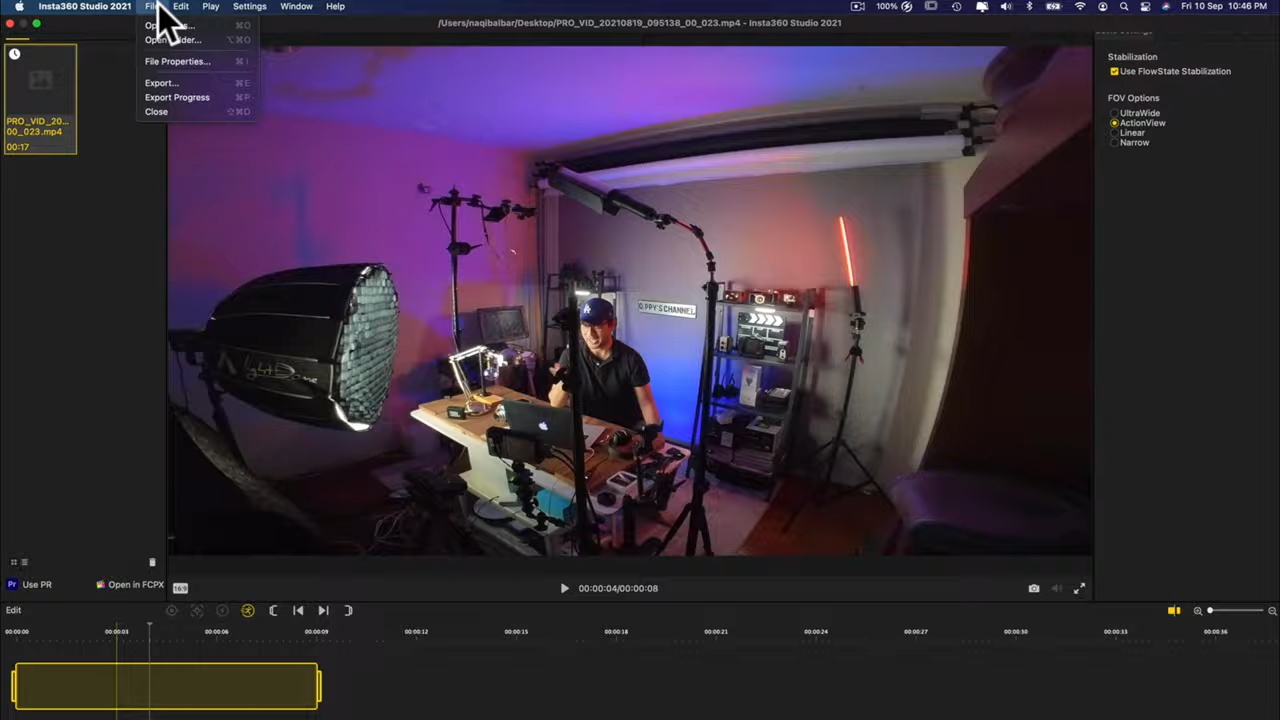 Insta360 Studio 2021 Edit Play Settings Window Help 100% Fri 10 Sep 10:46 PM
/Users/naqibalbar/Desktop/PRO_VID_20210819_095138_00_023.mp4 - Insta360 Studio 2021
⌘O
⌥⌘O
File Properties... ⌘I
Export... ⌘E
Export Progress ⌘P
Close ⇧⌘D
PRO_VID_20...
00_023.mp4
00:17
Stabilization
Use FlowState Stabilization
FOV Options
UltraWide
ActionView
Linear
Narrow
LightDome
Q.PPY'S CHANNEL
Pr Use PR Open in FCPX
16:9
00:00:04/00:00:08
Edit
00:00:00 00:00:03 00:00:06 00:00:09 00:00:12 00:00:15 00:00:18 00:00:21 00:00:24 00:00:27 00:00:30 00:00:33 00:00:36